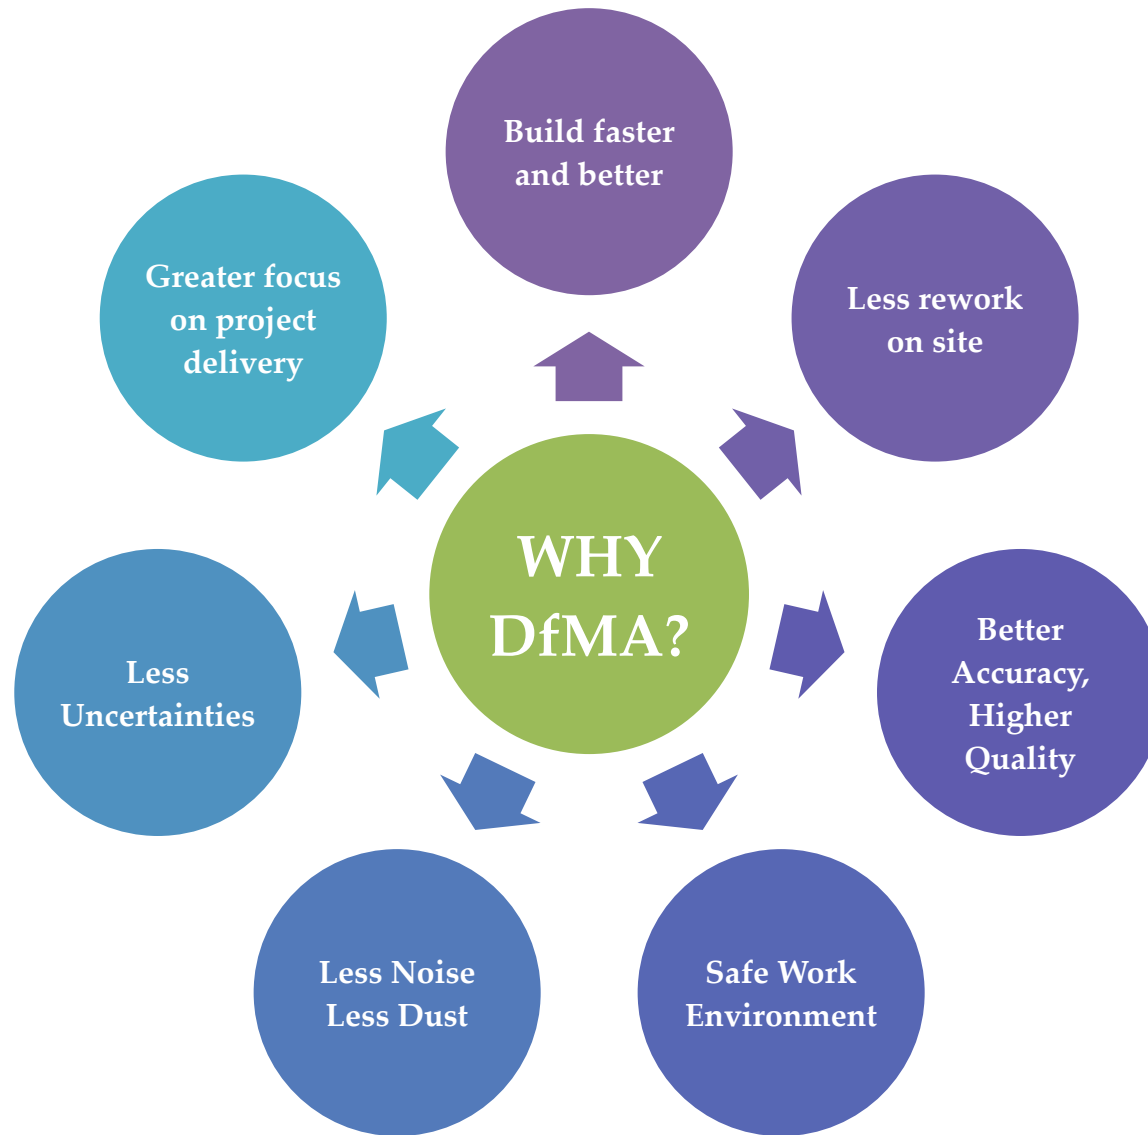 Build faster
and better
Less rework
on site
Better
Accuracy,
Higher
Quality
Safe Work
Environment
Less Noise
Less Dust
Less
Uncertainties
Greater focus
on project
delivery
WHY
DfMA?